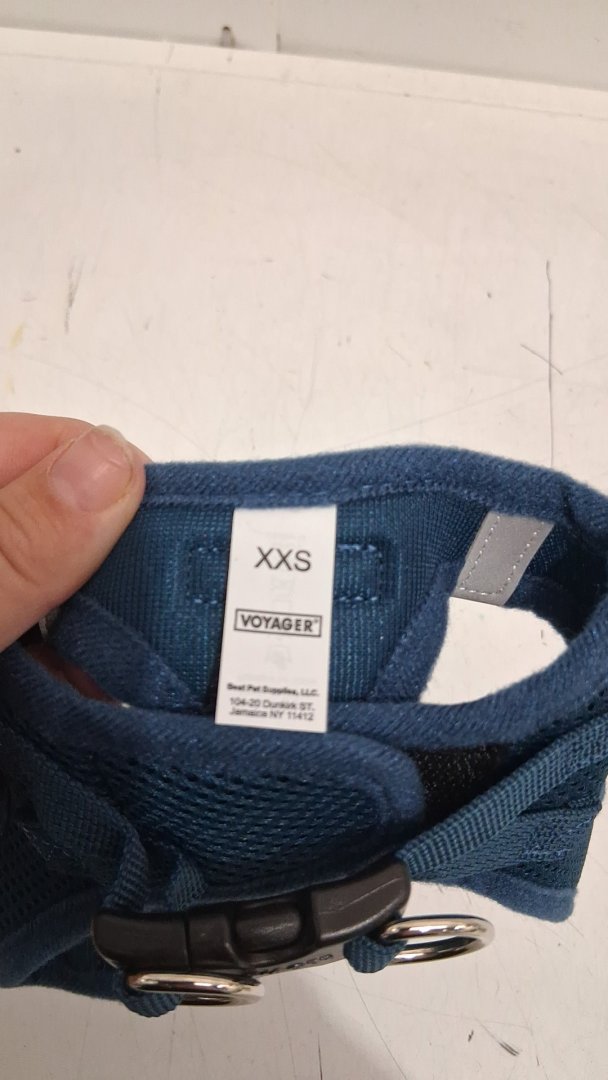 XXS
VOYAGER®
Best Pet Supplies, LLC.
104-20 Dunkirk ST.
Jamaica NY 11412